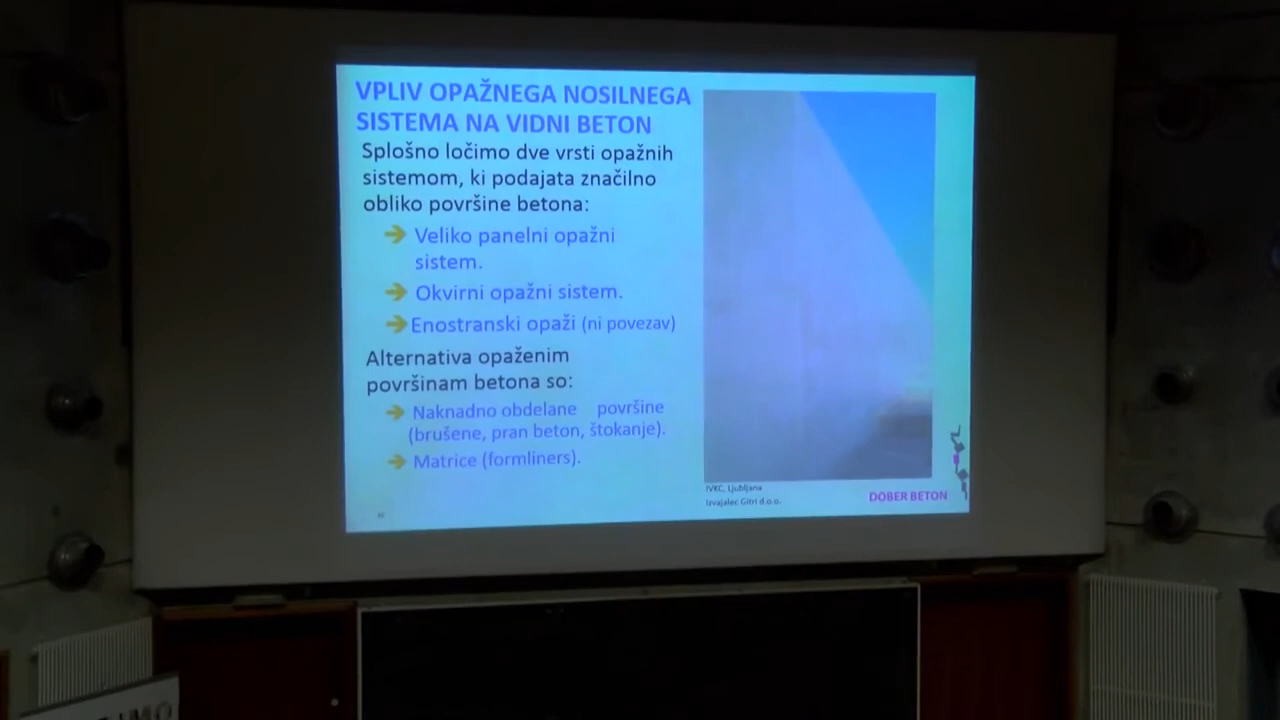 VPLIV OPAŽNEGA NOSILNEGA
SISTEMA NA VIDNI BETON
Splošno ločimo dve vrsti opažnih
sistemom, ki podajata značilno
obliko površine betona:
Veliko panelni opažni
sistem.
Okvirni opažni sistem.
Enostranski opaži (ni povezav)
Alternativa opaženim
površinam betona so:
Naknadno obdelane površine
(brušene, pran beton, štokanje).
Matrice (formliners).
IVKC, Ljubljana
Izvajalec Gitri d.o.o.
DOBER BETON